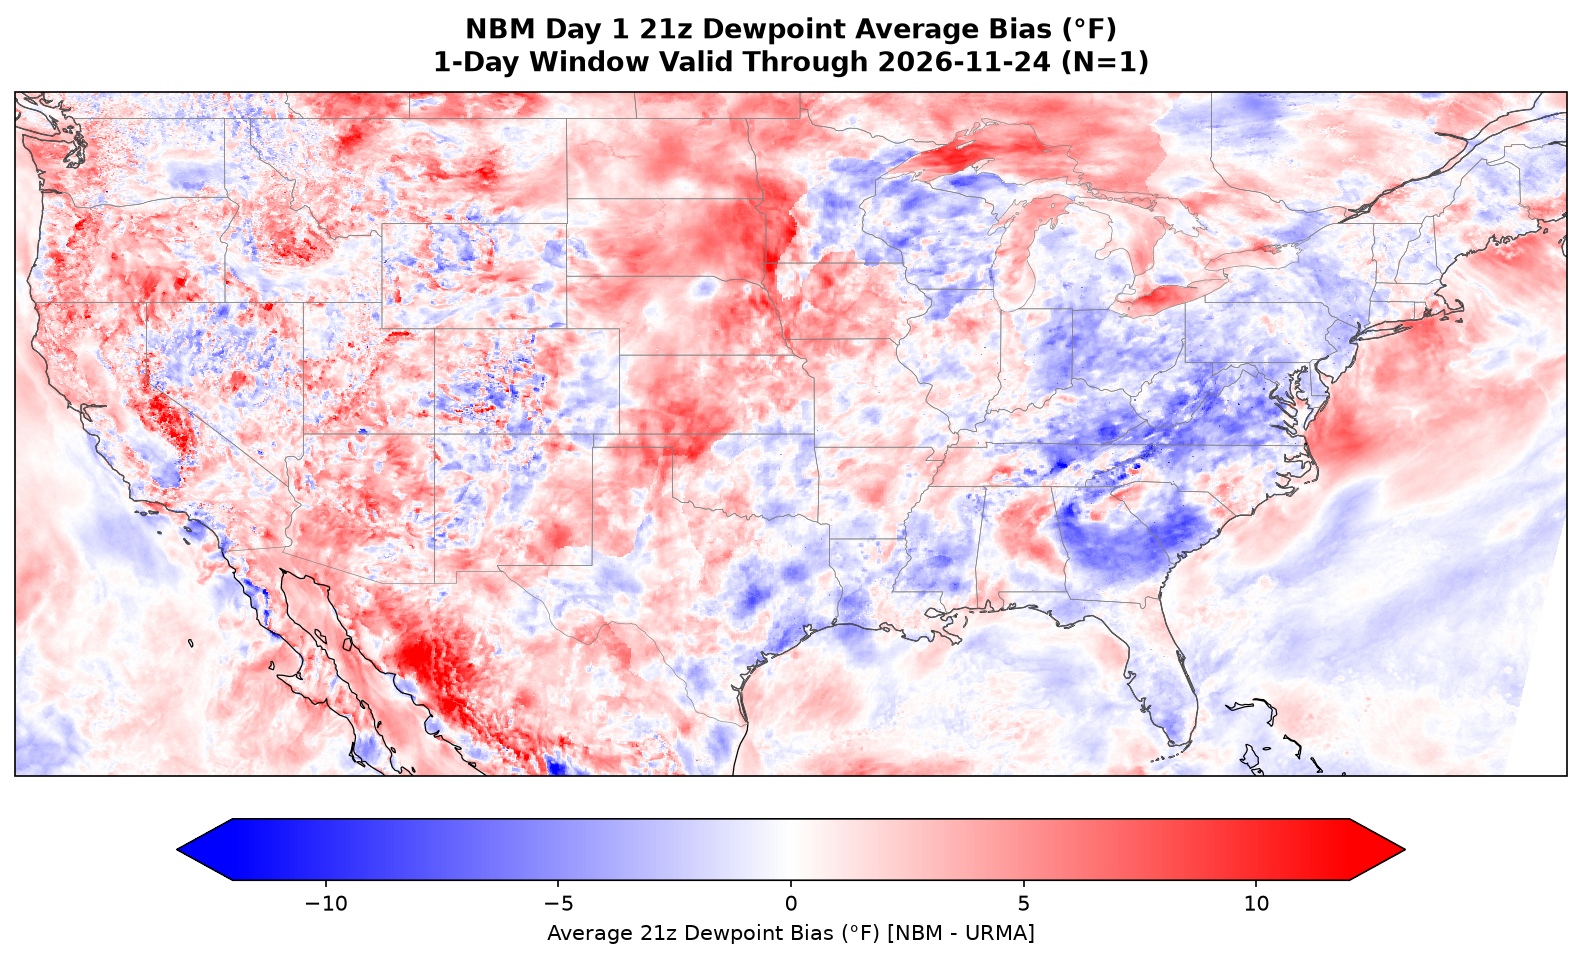 NBM Day 1 21z Dewpoint Average Bias (°F)
1-Day Window Valid Through 2026-11-24 (N=1)
−10 −5 0 5 10
Average 21z Dewpoint Bias (°F) [NBM - URMA]